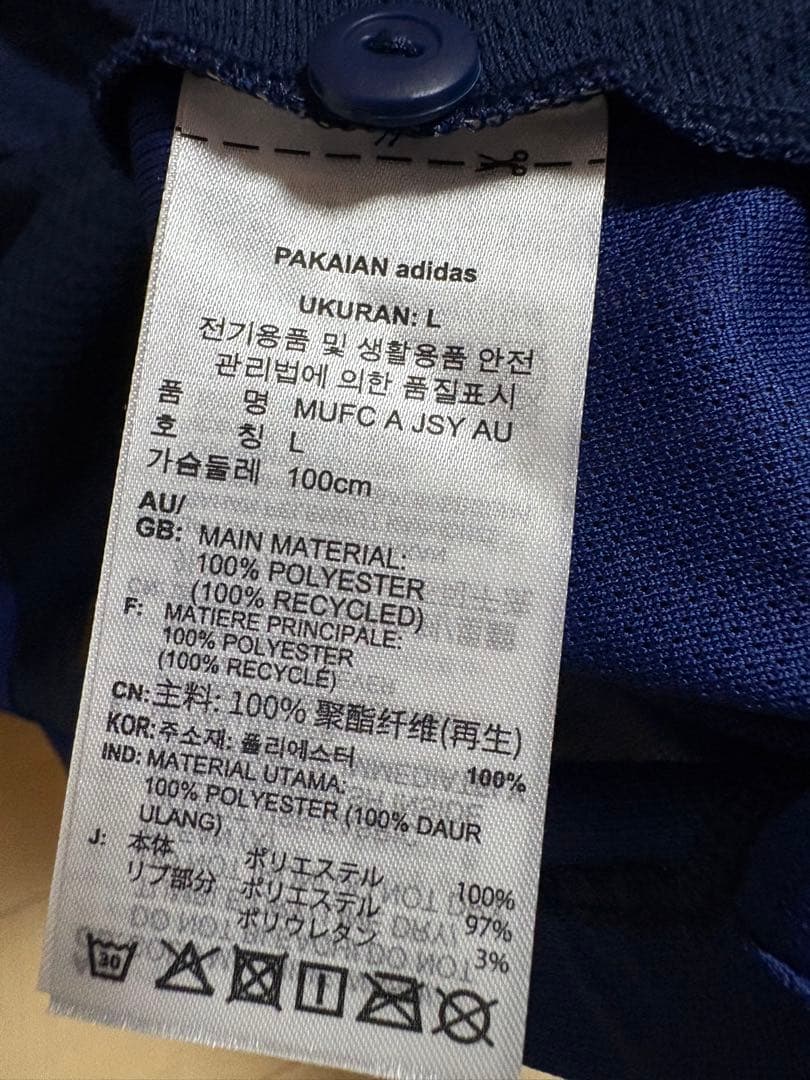 PAKAIAN adidas
UKURAN: L
전기용품 및 생활용품 안전
관리법에 의한 품질표시
품 명 MUFC A JSY AU
호 칭 L
가슴둘레 100cm
AU/
GB: MAIN MATERIAL:
100% POLYESTER
(100% RECYCLED)
F: MATIERE PRINCIPALE:
100% POLYESTER
(100% RECYCLÉ)
CN: 主料: 100% 聚酯纤维(再生)
KOR: 주소재: 폴리에스터 100%
IND: MATERIAL UTAMA:
100% POLYESTER (100% DAUR
ULANG)
J: 本体 ポリエステル 100%
リブ部分 ポリエステル 97%
ポリウレタン 3%
30